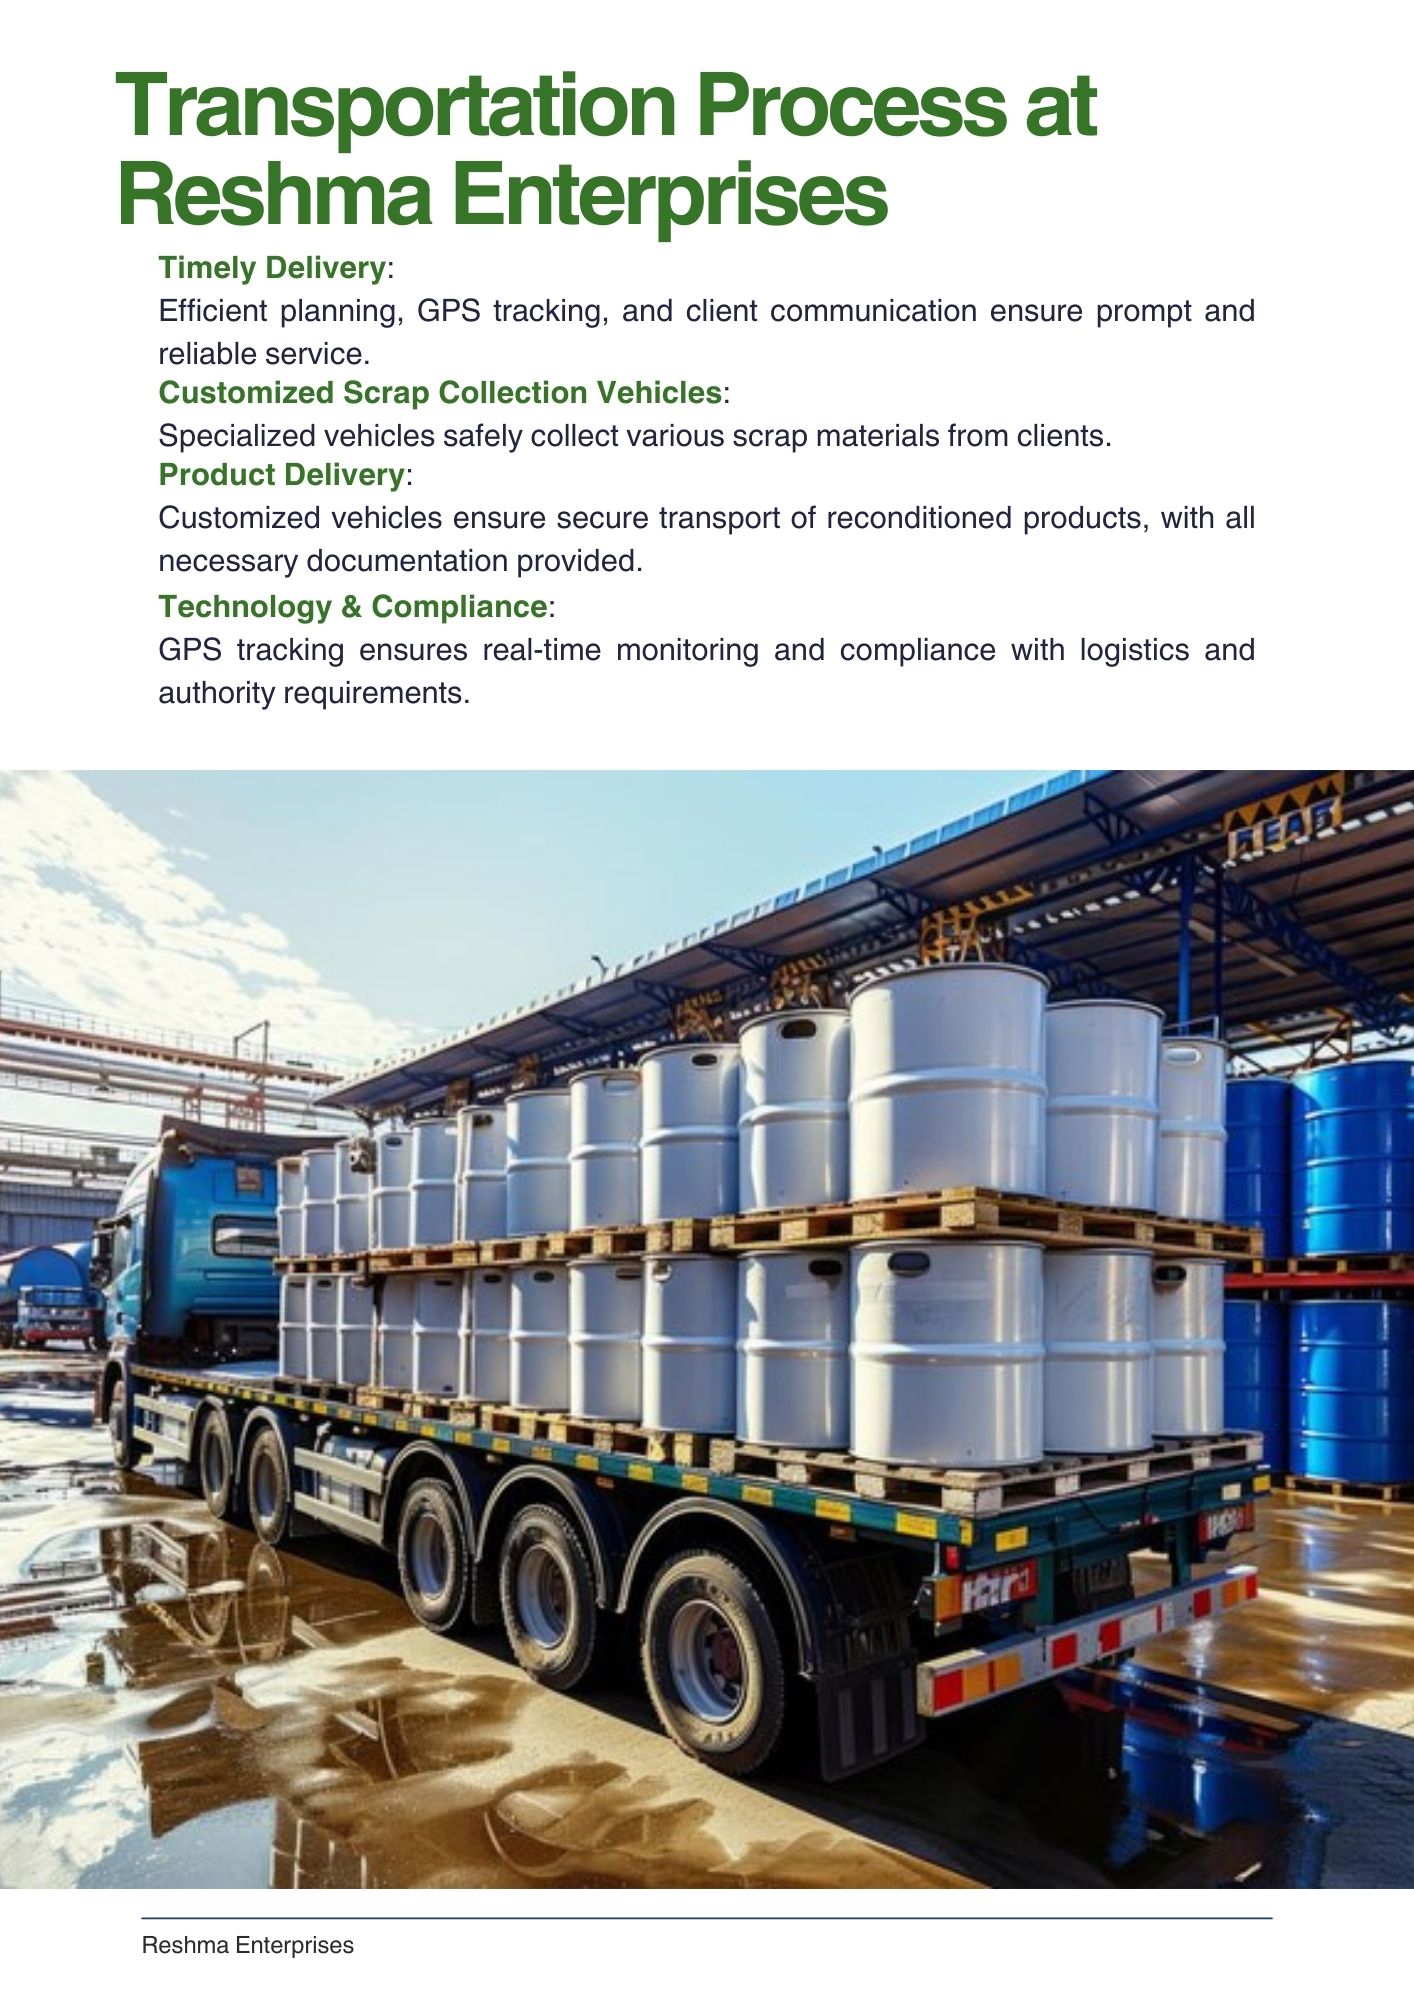 Transportation Process at
Reshma Enterprises
Timely Delivery:
Efficient planning, GPS tracking, and client communication ensure prompt and
reliable service.
Customized Scrap Collection Vehicles:
Specialized vehicles safely collect various scrap materials from clients.
Product Delivery:
Customized vehicles ensure secure transport of reconditioned products, with all
necessary documentation provided.
Technology & Compliance:
GPS tracking ensures real-time monitoring and compliance with logistics and
authority requirements.
Reshma Enterprises